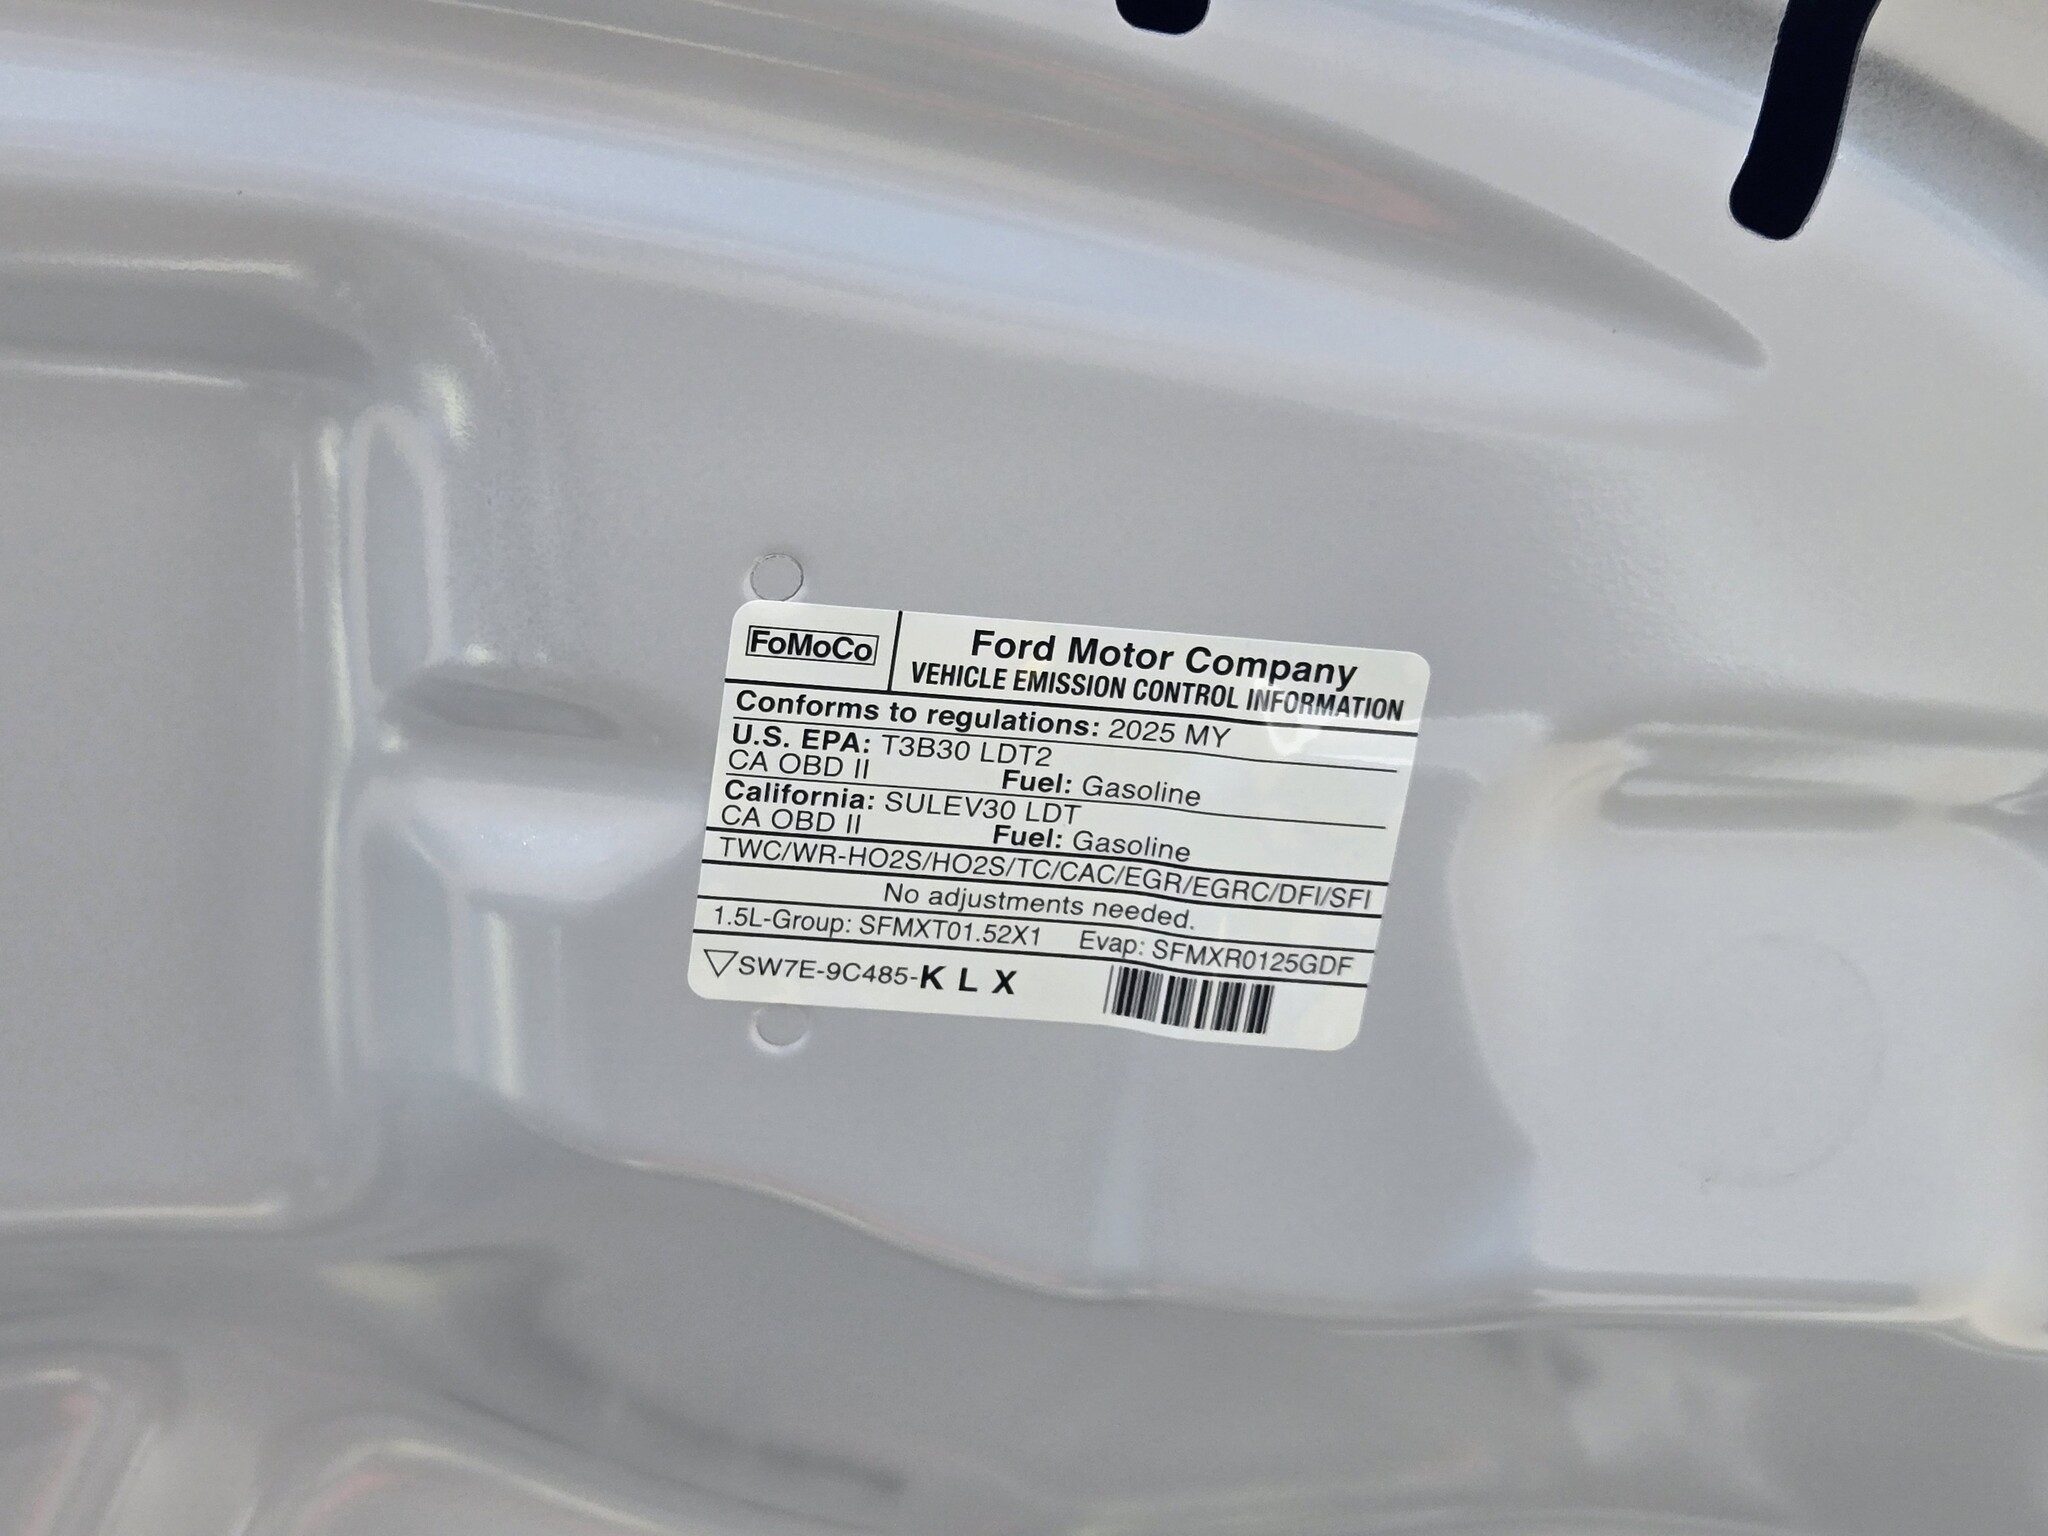 FoMoCo
Ford Motor Company
VEHICLE EMISSION CONTROL INFORMATION
Conforms to regulations: 2025 MY
U.S. EPA: T3B30 LDT2
CA OBD II Fuel: Gasoline
California: SULEV30 LDT
CA OBD II Fuel: Gasoline
TWC/WR-HO2S/HO2S/TC/CAC/EGR/EGRC/DFI/SFI
No adjustments needed.
1.5L-Group: SFMXT01.52X1 Evap: SFMXR0125GDF
SW7E-9C485-K L X